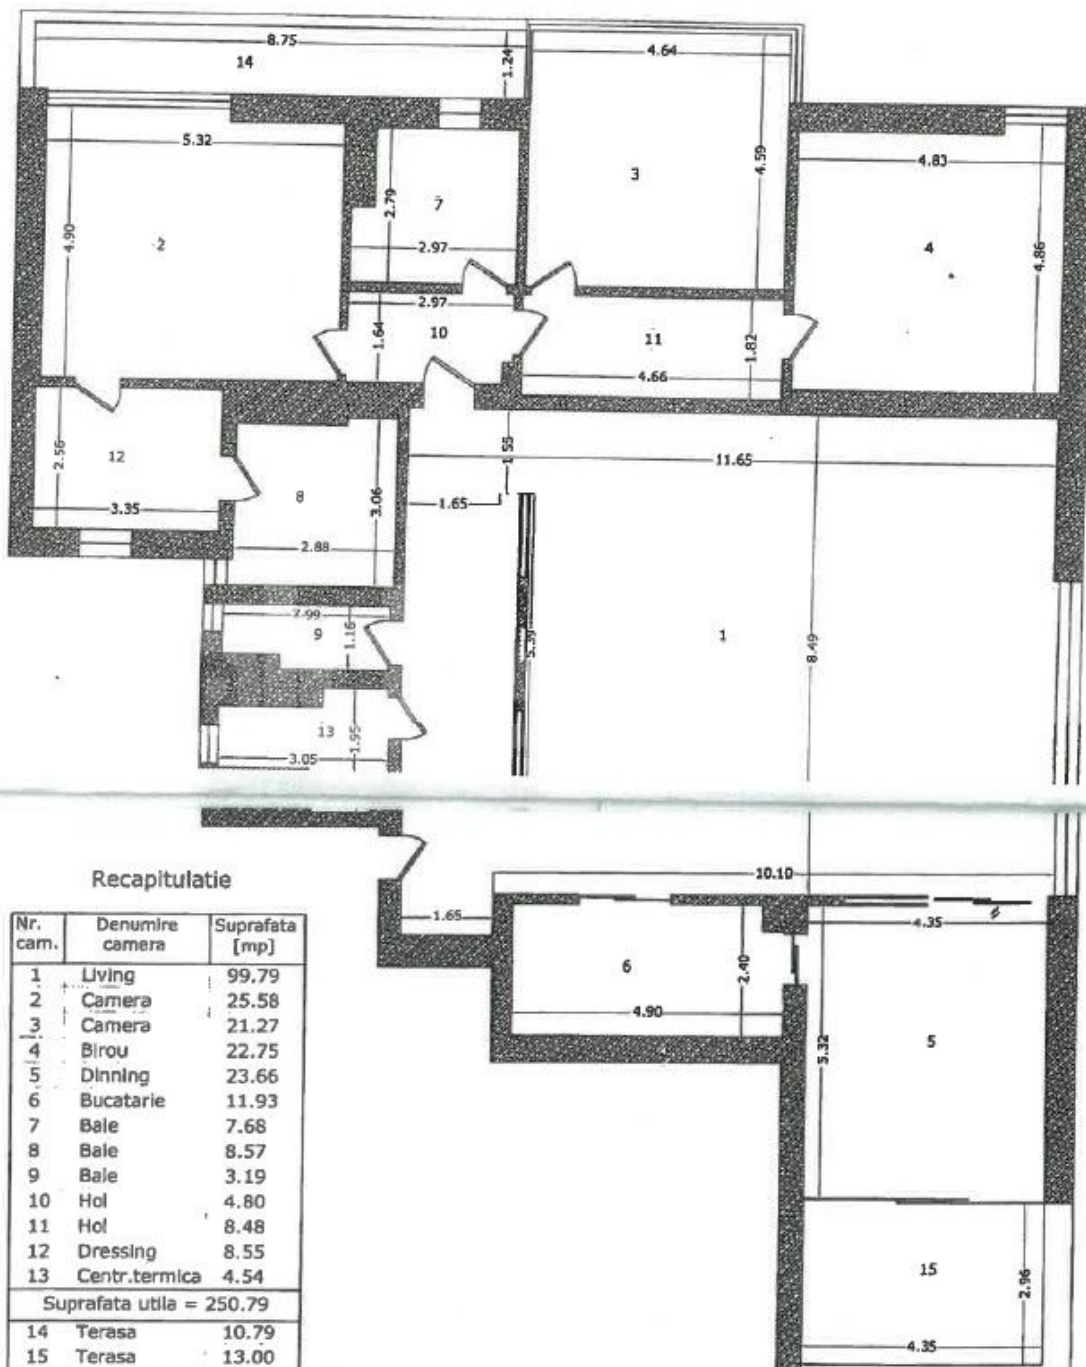 8.75
14
1.24
4.64
5.32
4.90
2
2.79
7
2.97
3
4.59
4.83
4
4.86
2.97
10
1.64
11
1.82
4.66
12
2.56
3.35
8
3.06
2.88
1.55
1.65
11.65
7.99
9
1.16
5.39
1
8.49
13
1.95
3.05
10.10
1.65
4.35
6
2.40
4.90
5.32
5
15
2.96
4.35
Recapitulatie
Nr. cam. Denumire camera Suprafata [mp]
1 Living 99.79
2 Camera 25.58
3 Camera 21.27
4 Birou 22.75
5 Dinning 23.66
6 Bucatarie 11.93
7 Baie 7.68
8 Baie 8.57
9 Baie 3.19
10 Hol 4.80
11 Hol 8.48
12 Dressing 8.55
13 Centr.termica 4.54
Suprafata utila = 250.79
14 Terasa 10.79
15 Terasa 13.00